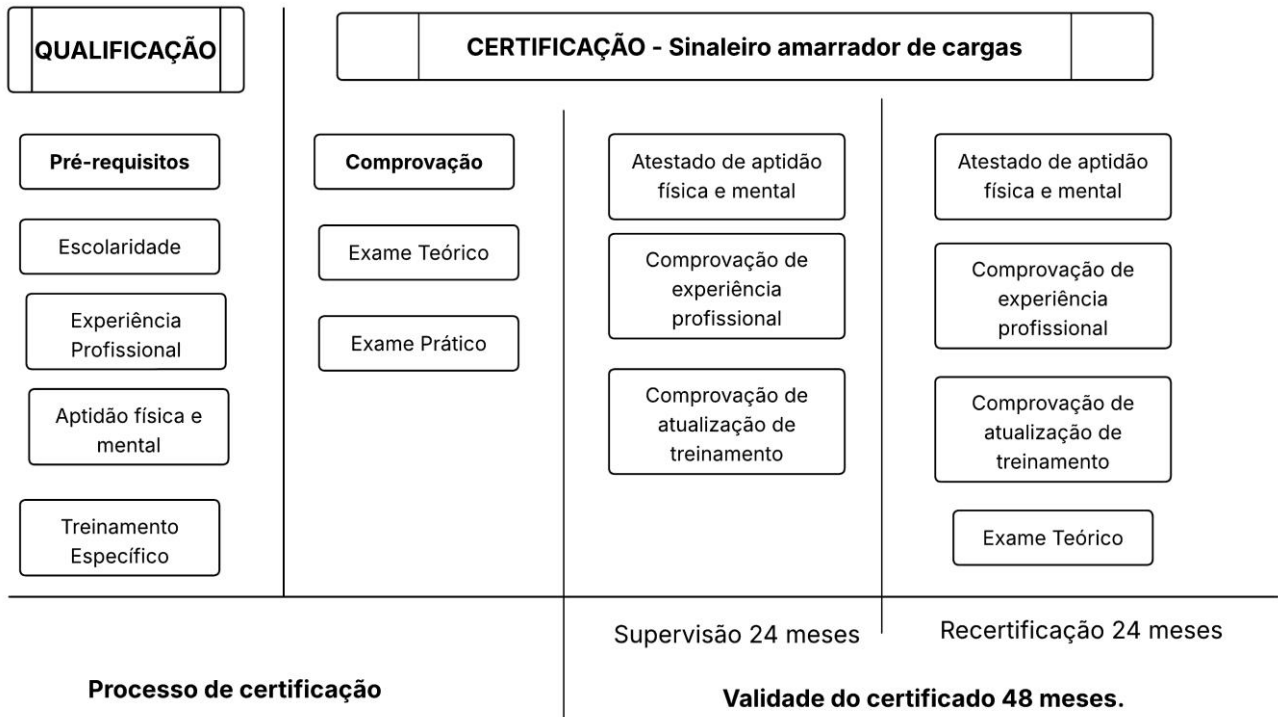 QUALIFICAÇÃO
CERTIFICAÇÃO - Sinaleiro amarrador de cargas
Pré-requisitos
Escolaridade
Experiência
Profissional
Aptidão física e
mental
Treinamento
Específico
Comprovação
Exame Teórico
Exame Prático
Atestado de aptidão
física e mental
Comprovação de
experiência
profissional
Comprovação de
atualização de
treinamento
Atestado de aptidão
física e mental
Comprovação de
experiência
profissional
Comprovação de
atualização de
treinamento
Exame Teórico
Supervisão 24 meses
Recertificação 24 meses
Processo de certificação
Validade do certificado 48 meses.